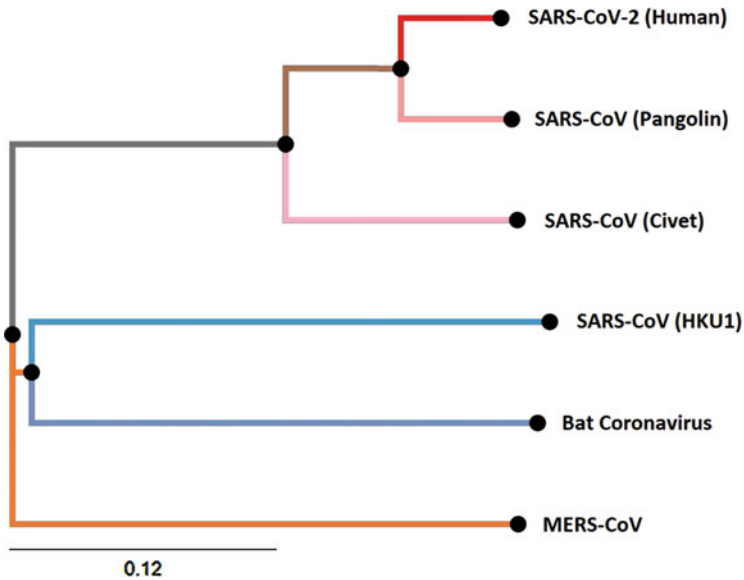 SARS-CoV-2 (Human)
SARS-CoV (Pangolin)
SARS-CoV (Civet)
SARS-CoV (HKU1)
Bat Coronavirus
MERS-CoV
0.12